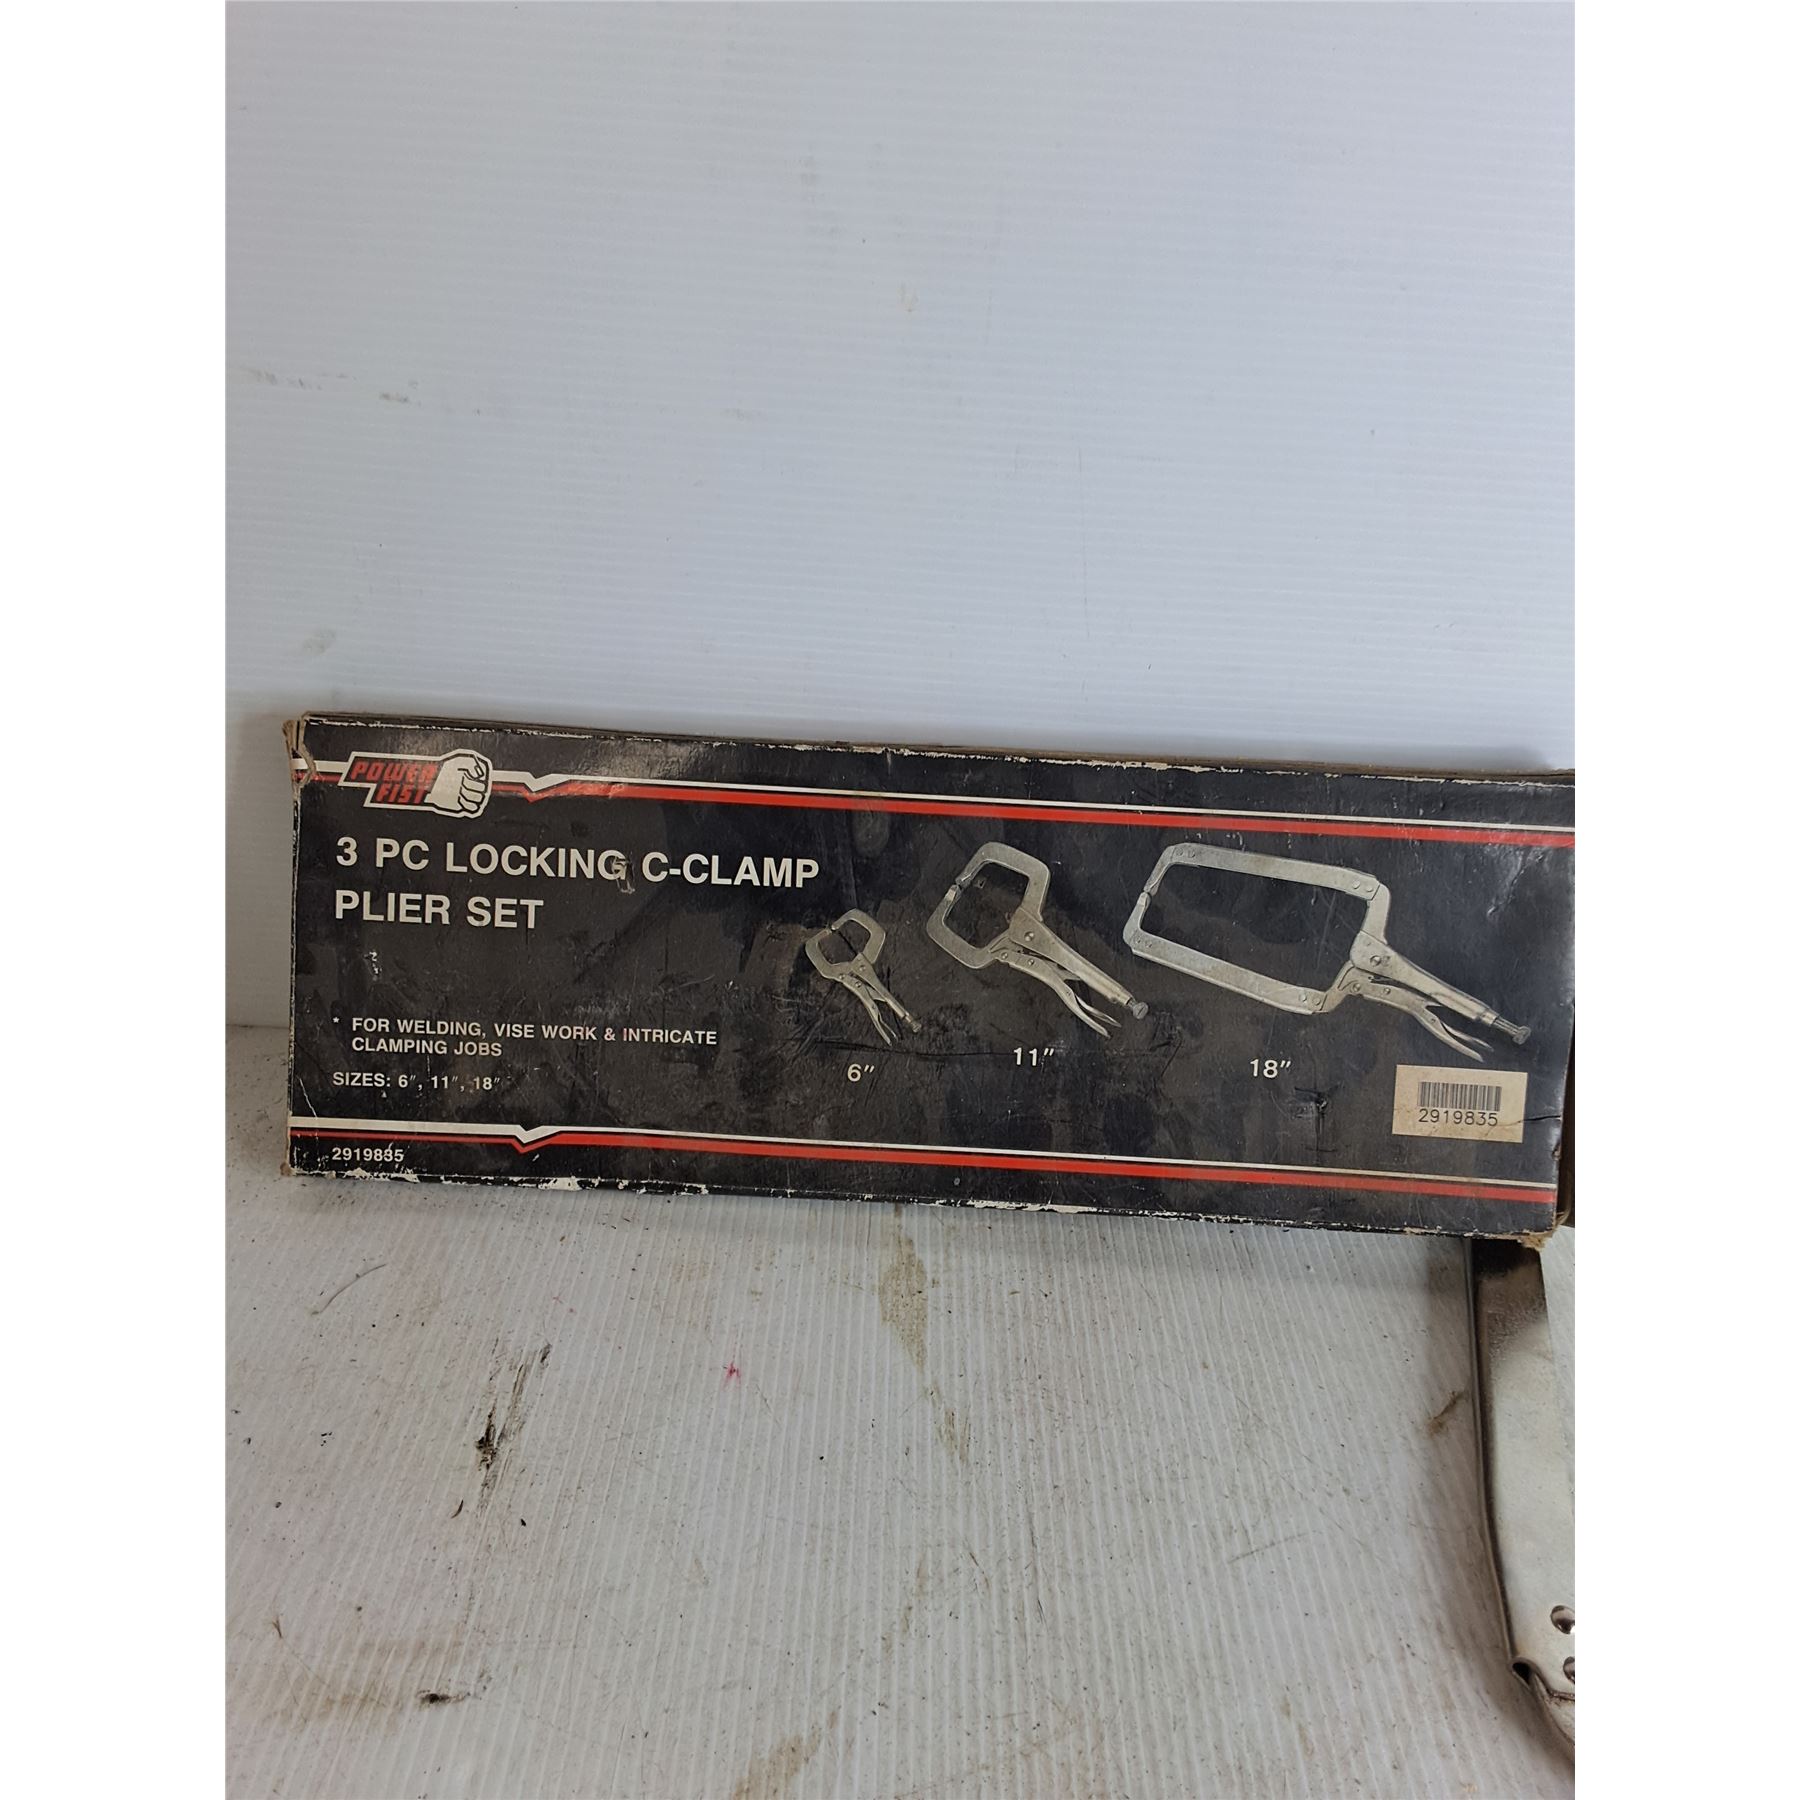 POWER
FIST
3 PC LOCKING C-CLAMP
PLIER SET
* FOR WELDING, VISE WORK & INTRICATE
CLAMPING JOBS
SIZES: 6", 11", 18"
6"
11"
18"
2919835
2919835